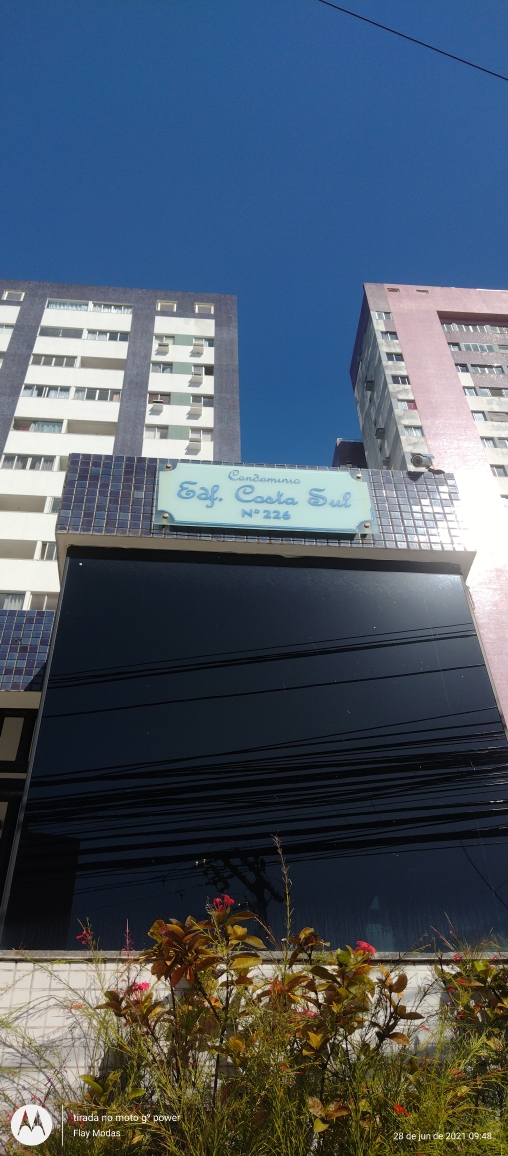 Condominio
Edf. Costa Sul
Nº 226
tirada no moto g⁸ power
Flay Modas
28 de jun de 2021 09:48